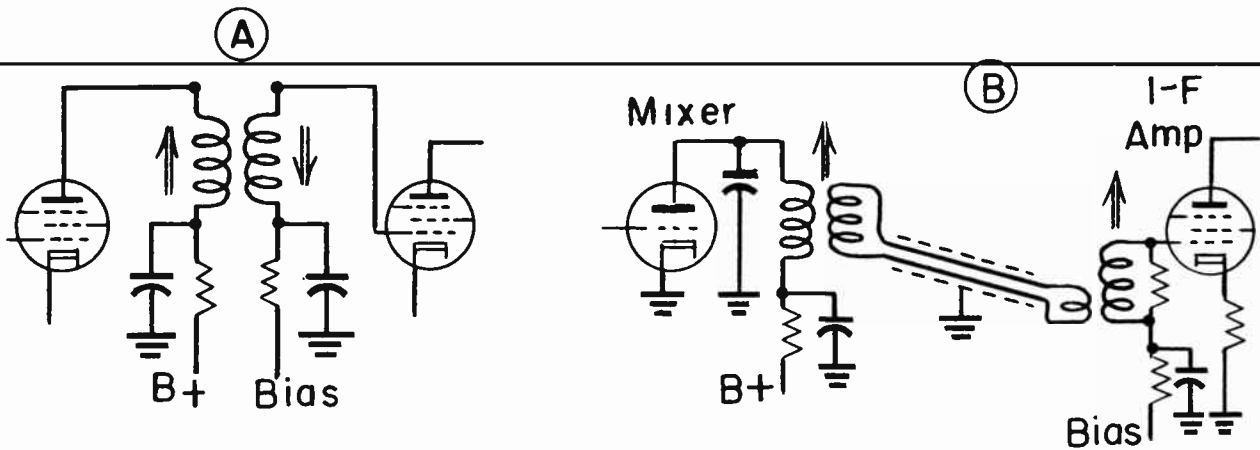 A
B
Mixer
I-F
Amp
B+
Bias
B+
Bias